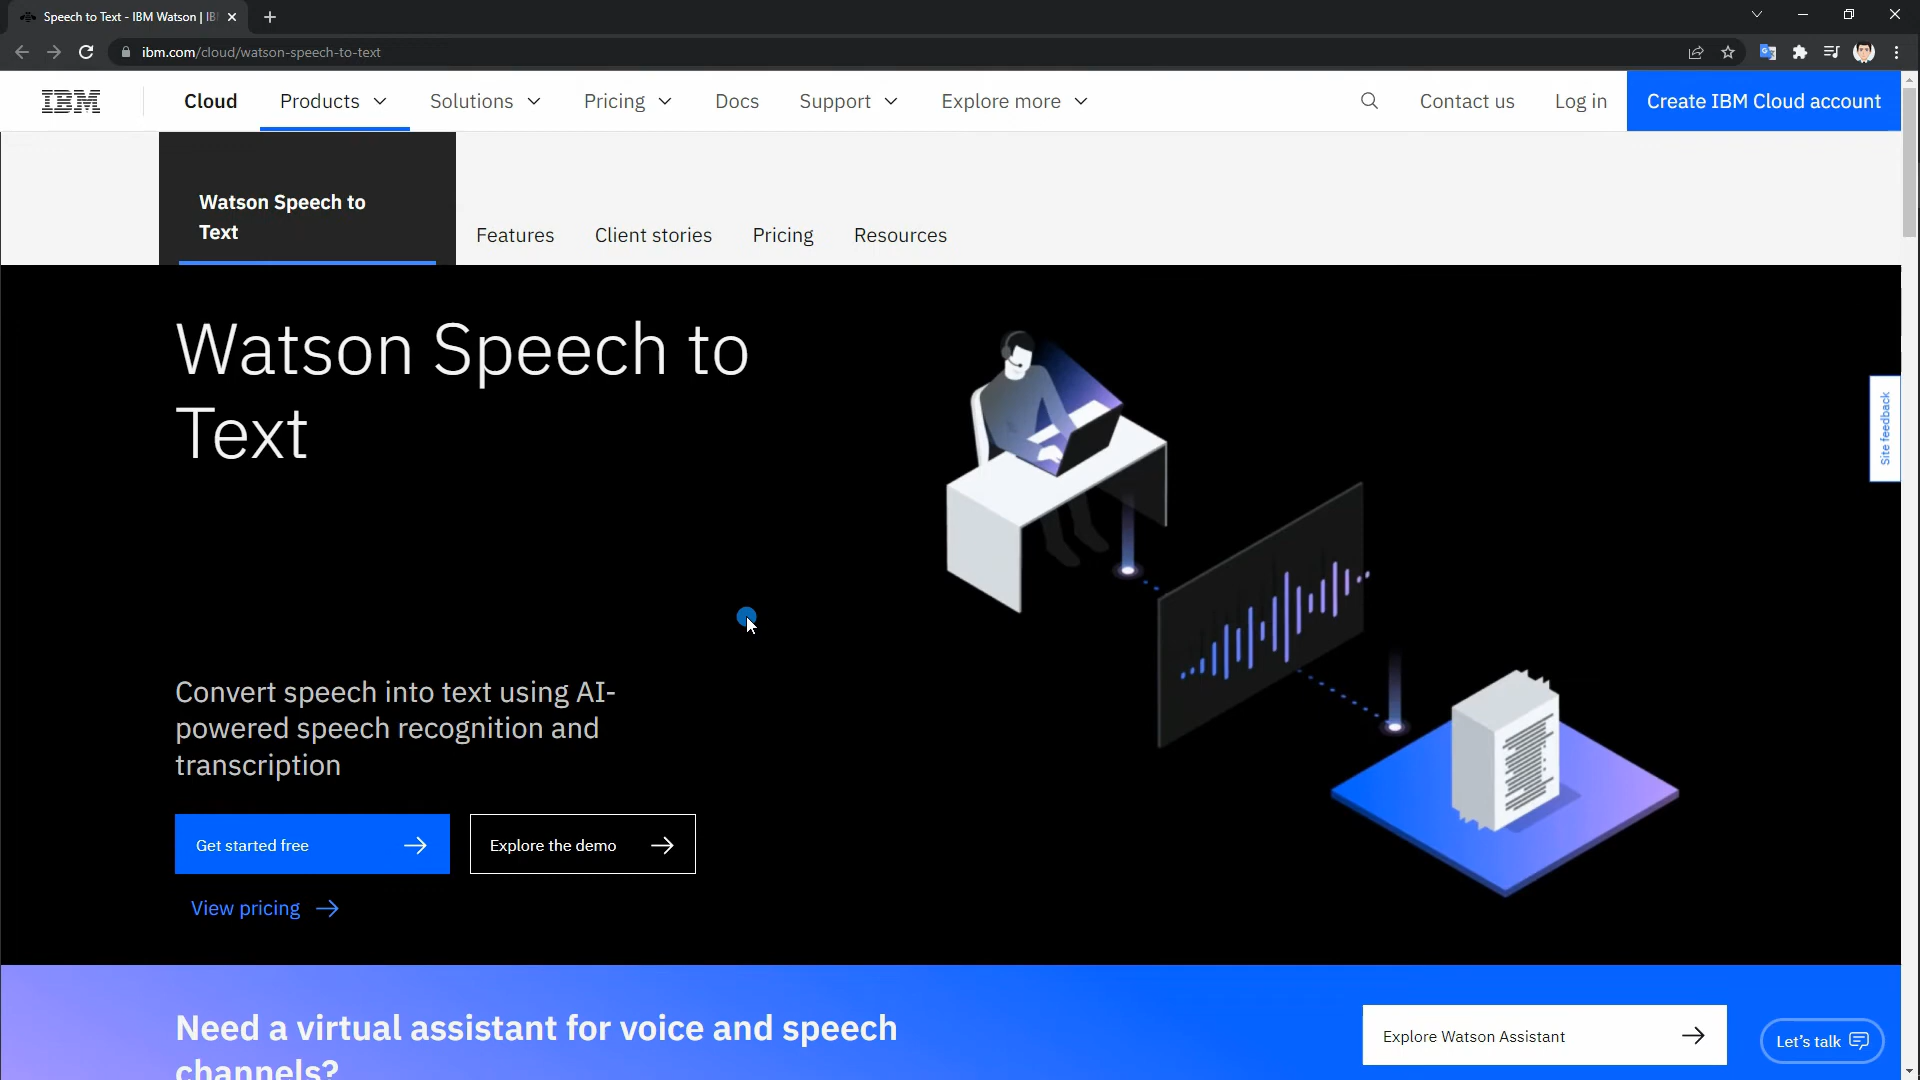 Speech to Text - IBM Watson | IB
ibm.com/cloud/watson-speech-to-text
IBM
Cloud
Products
Solutions
Pricing
Docs
Support
Explore more
Contact us
Log in
Create IBM Cloud account
Watson Speech to
Text
Features
Client stories
Pricing
Resources
Watson Speech to
Text
Site feedback
Convert speech into text using AI-
powered speech recognition and
transcription
Get started free
Explore the demo
View pricing
Need a virtual assistant for voice and speech
channels?
Explore Watson Assistant
Let's talk